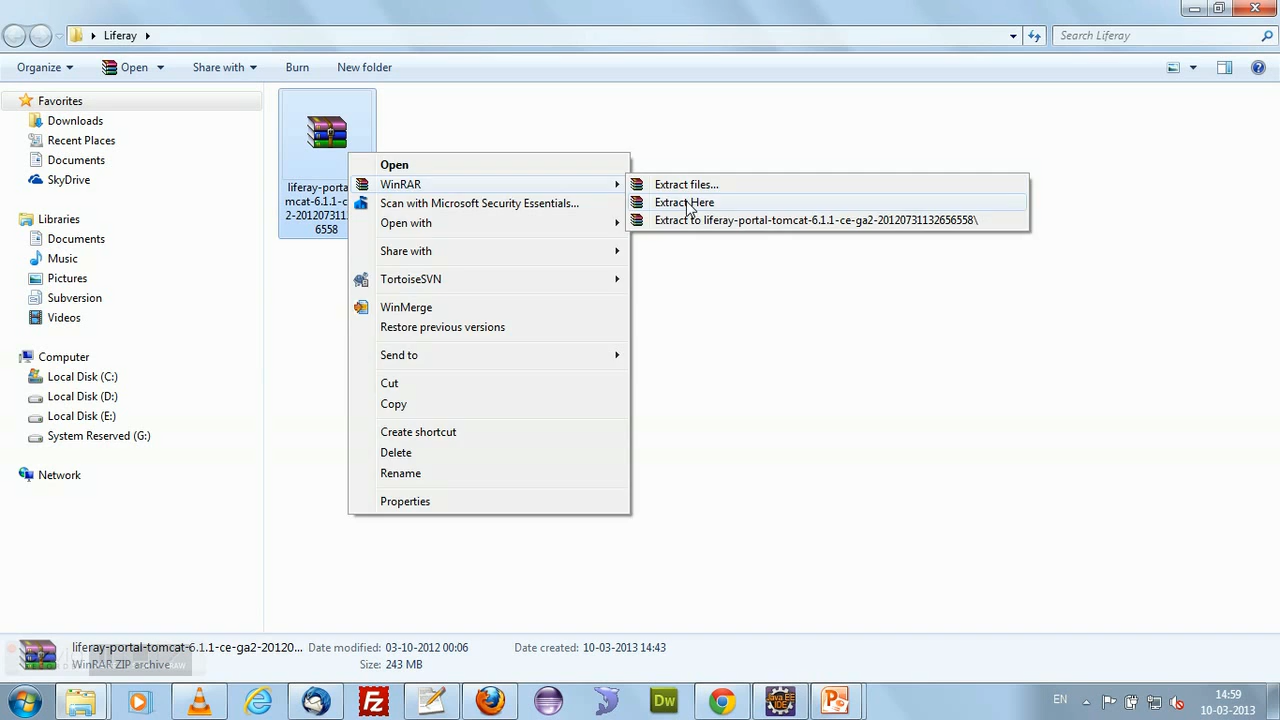 Liferay
Search Liferay
Organize
Open
Share with
Burn
New folder
Favorites
Downloads
Recent Places
Documents
SkyDrive
Libraries
Documents
Music
Pictures
Subversion
Videos
Computer
Local Disk (C:)
Local Disk (D:)
Local Disk (E:)
System Reserved (G:)
Network
liferay-porta
mcat-6.1.1-c
2-201207311
6558
Open
WinRAR
Scan with Microsoft Security Essentials...
Open with
Share with
TortoiseSVN
WinMerge
Restore previous versions
Send to
Cut
Copy
Create shortcut
Delete
Rename
Properties
Extract files...
Extract Here
Extract to liferay-portal-tomcat-6.1.1-ce-ga2-20120731132656558\
liferay-portal-tomcat-6.1.1-ce-ga2-20120...
Date modified: 03-10-2012 00:06
Date created: 10-03-2013 14:43
WinRAR ZIP archive
Size: 243 MB
Dw
Java EE
IDE
EN
14:59
10-03-2013